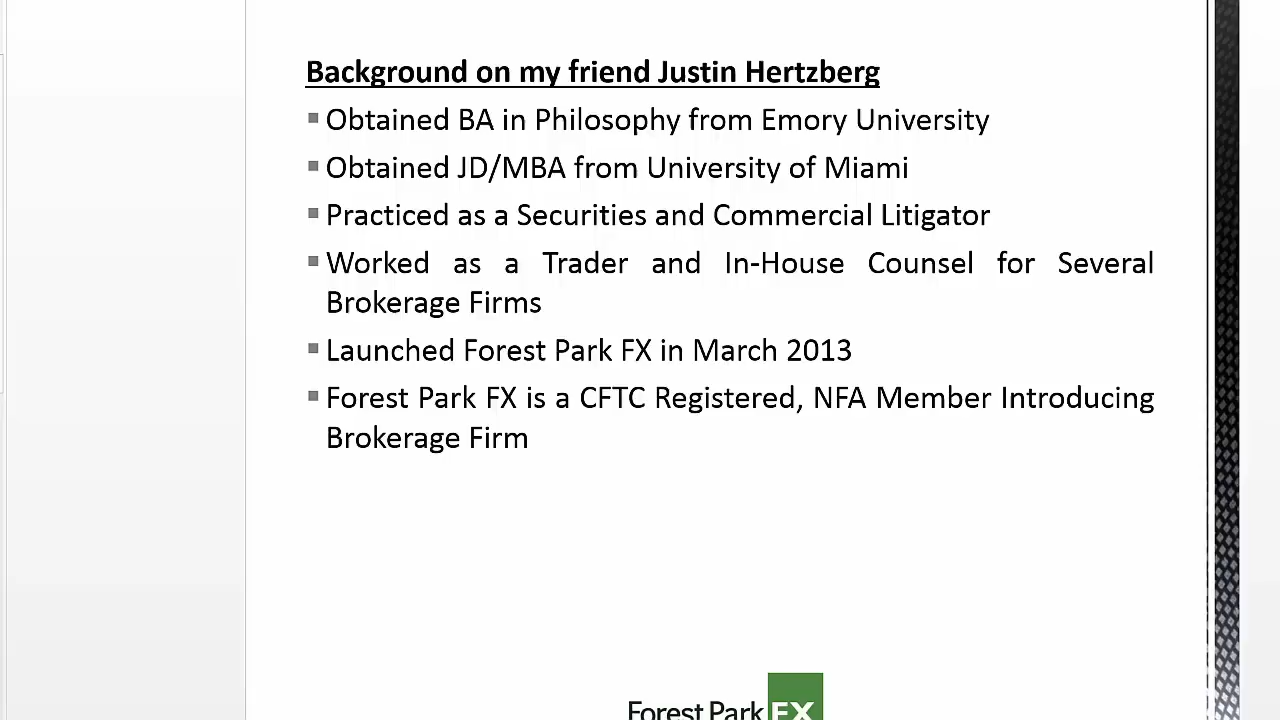 Background on my friend Justin Hertzberg
Obtained BA in Philosophy from Emory University
Obtained JD/MBA from University of Miami
Practiced as a Securities and Commercial Litigator
Worked as a Trader and In-House Counsel for Several
Brokerage Firms
Launched Forest Park FX in March 2013
Forest Park FX is a CFTC Registered, NFA Member Introducing
Brokerage Firm
Forest Park FX